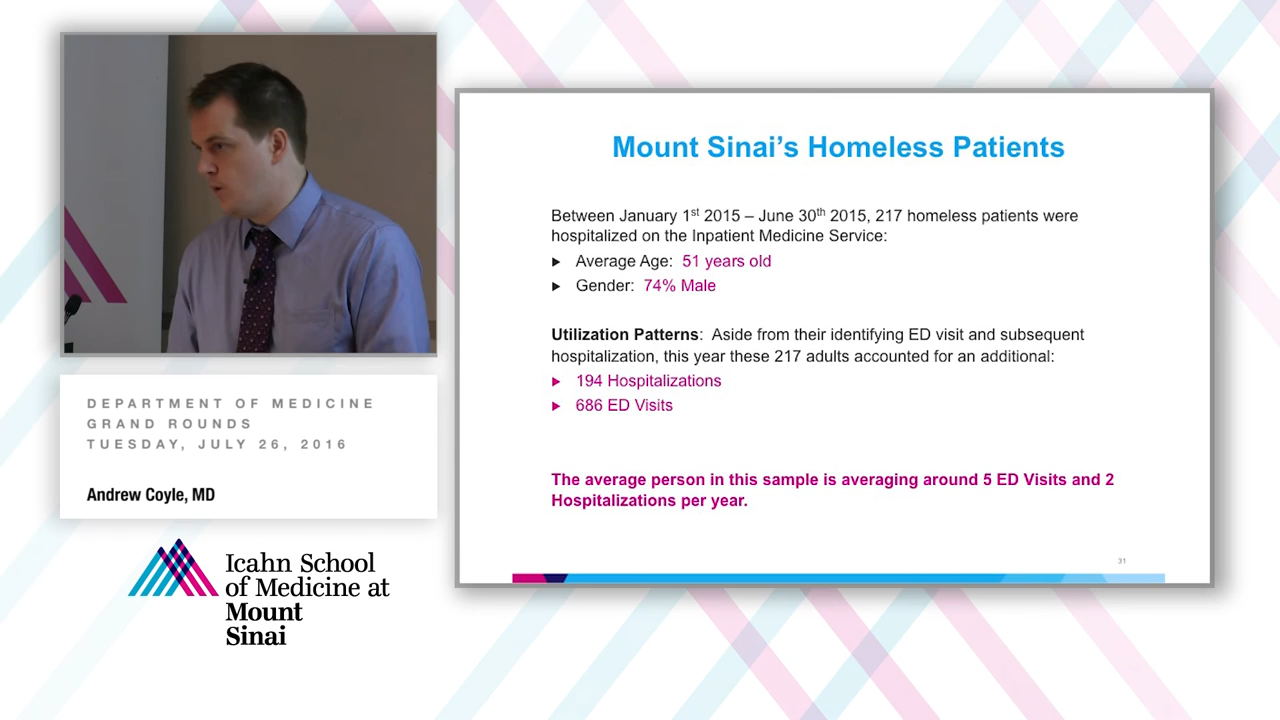 DEPARTMENT OF MEDICINE
GRAND ROUNDS
TUESDAY, JULY 26, 2016
Andrew Coyle, MD
Icahn School
of Medicine at
Mount
Sinai
Mount Sinai’s Homeless Patients
Between January 1st 2015 – June 30th 2015, 217 homeless patients were
hospitalized on the Inpatient Medicine Service:
Average Age: 51 years old
Gender: 74% Male
Utilization Patterns: Aside from their identifying ED visit and subsequent
hospitalization, this year these 217 adults accounted for an additional:
194 Hospitalizations
686 ED Visits
The average person in this sample is averaging around 5 ED Visits and 2
Hospitalizations per year.
31